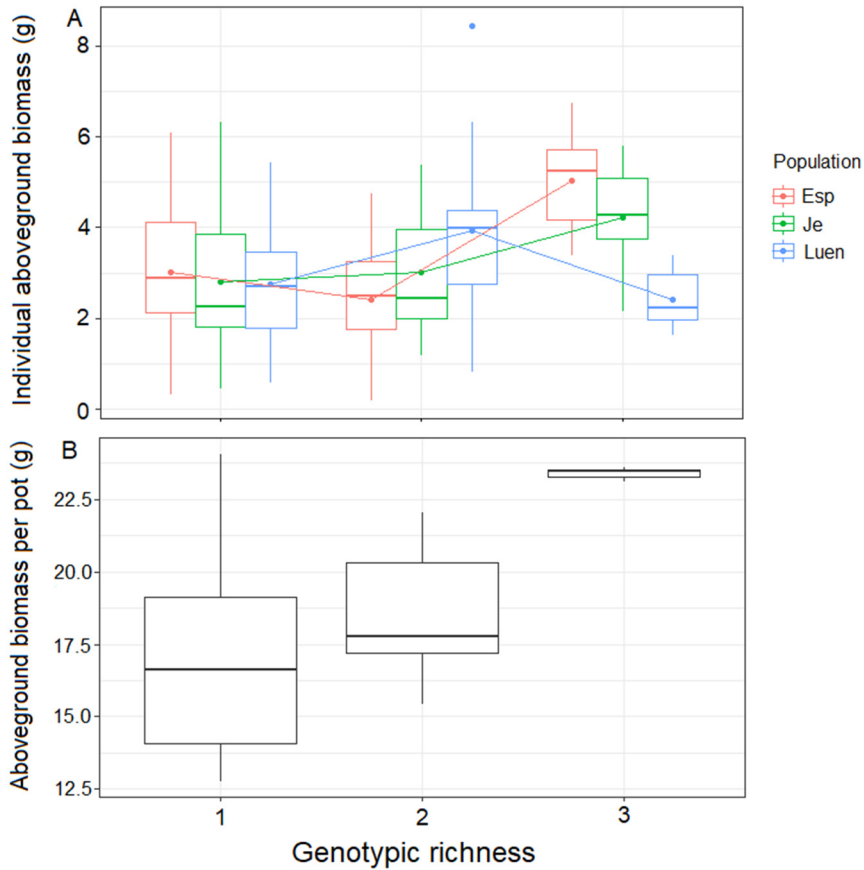 A
Individual aboveground biomass (g)
8
6
4
2
0
Population
Esp
Je
Luen
B
Aboveground biomass per pot (g)
22.5
20.0
17.5
15.0
12.5
1 2 3
Genotypic richness